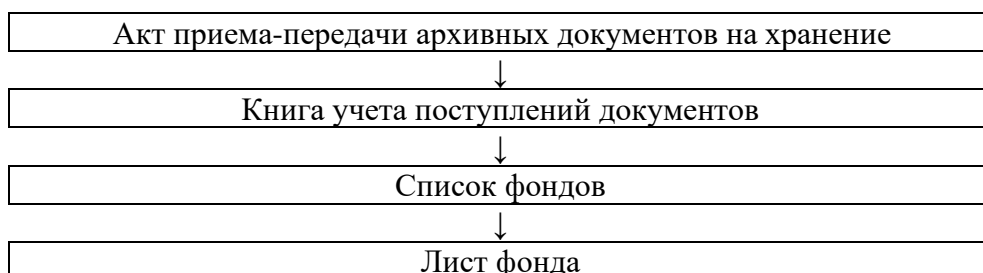 Акт приема-передачи архивных документов на хранение
↓
Книга учета поступлений документов
↓
Список фондов
↓
Лист фонда